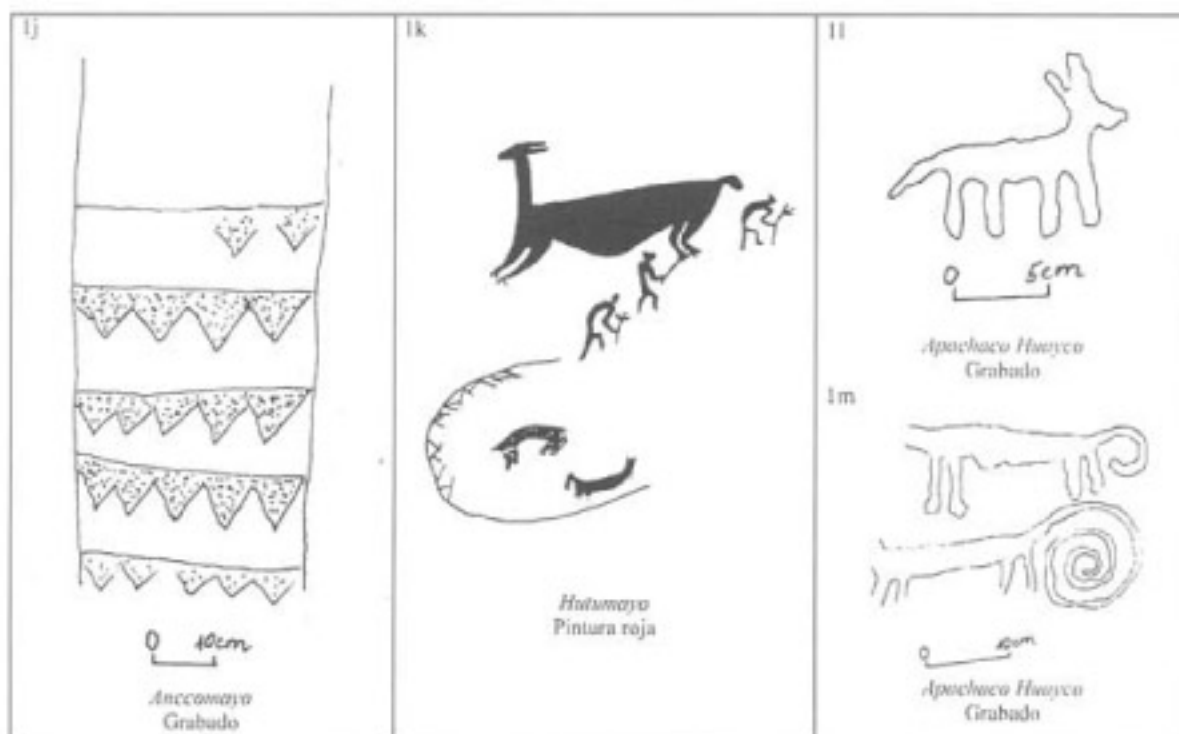 1j
0 10cm
Anccomayo
Grabado
1k
Hutumayo
Pintura roja
1l
0 5cm
Apachaco Huayco
Grabado
1m
0
Apachaco Huayco
Grabado